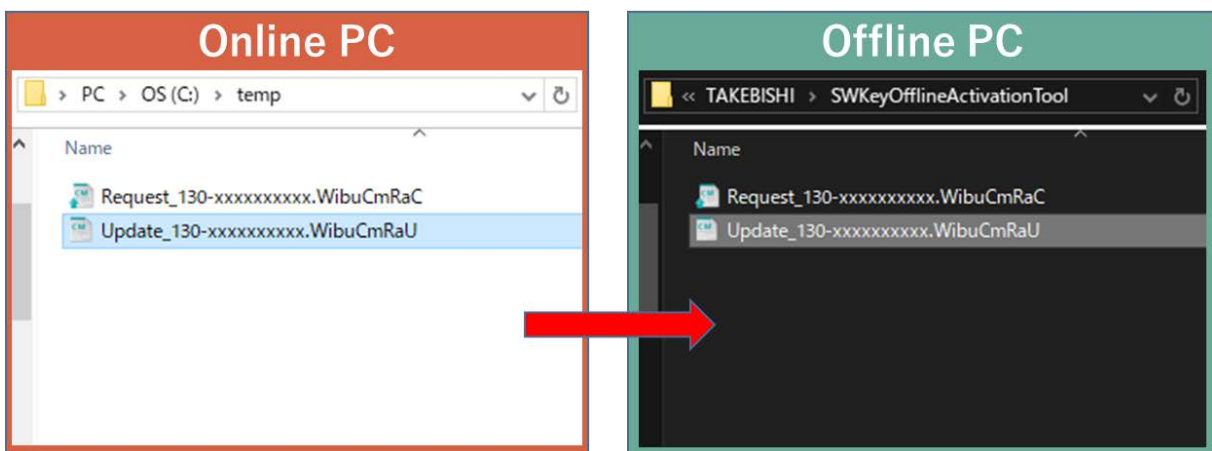 Online PC
PC > OS (C:) > temp
Name
Request_130-xxxxxxxxxx.WibuCmRaC
Update_130-xxxxxxxxxx.WibuCmRaU
Offline PC
« TAKEBISHI > SWKeyOfflineActivationTool
Name
Request_130-xxxxxxxxxx.WibuCmRaC
Update_130-xxxxxxxxxx.WibuCmRaU